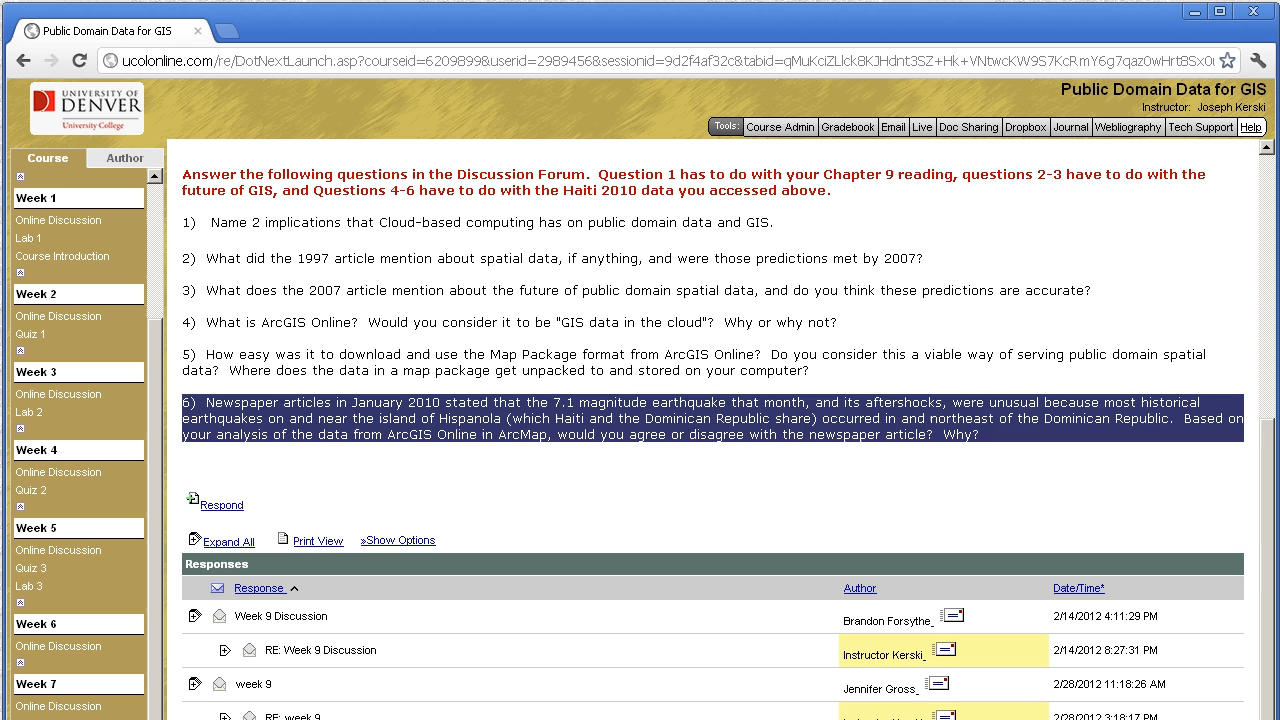 Public Domain Data for GIS
ucolonline.com/re/DotNextLaunch.asp?courseid=6209899&userid=2989456&sessionid=9d2f4af32c&tabid=
UNIVERSITY OF
DENVER
University College
Public Domain Data for GIS
Instructor: Joseph Kerski
Tools: Course Admin Gradebook Email Live Doc Sharing Dropbox Journal Webliography Tech Support Help
Course Author
Week 1
Online Discussion
Lab 1
Course Introduction
Week 2
Online Discussion
Quiz 1
Week 3
Online Discussion
Lab 2
Week 4
Online Discussion
Quiz 2
Week 5
Online Discussion
Quiz 3
Lab 3
Week 6
Online Discussion
Week 7
Online Discussion
Answer the following questions in the Discussion Forum. Question 1 has to do with your Chapter 9 reading, questions 2-3 have to do with the
future of GIS, and Questions 4-6 have to do with the Haiti 2010 data you accessed above.
1) Name 2 implications that Cloud-based computing has on public domain data and GIS.
2) What did the 1997 article mention about spatial data, if anything, and were those predictions met by 2007?
3) What does the 2007 article mention about the future of public domain spatial data, and do you think these predictions are accurate?
4) What is ArcGIS Online? Would you consider it to be "GIS data in the cloud"? Why or why not?
5) How easy was it to download and use the Map Package format from ArcGIS Online? Do you consider this a viable way of serving public domain spatial
data? Where does the data in a map package get unpacked to and stored on your computer?
6) Newspaper articles in January 2010 stated that the 7.1 magnitude earthquake that month, and its aftershocks, were unusual because most historical
earthquakes on and near the island of Hispanola (which Haiti and the Dominican Republic share) occurred in and northeast of the Dominican Republic. Based on
your analysis of the data from ArcGIS Online in ArcMap, would you agree or disagree with the newspaper article? Why?
Respond
Expand All Print View »Show Options
Responses
Response Author Date/Time*
Week 9 Discussion Brandon Forsythe 2/14/2012 4:11:29 PM
RE: Week 9 Discussion Instructor Kerski 2/14/2012 8:27:31 PM
week 9 Jennifer Gross 2/28/2012 11:18:26 AM
RE: week 9 2/28/2012 3:18:17 PM